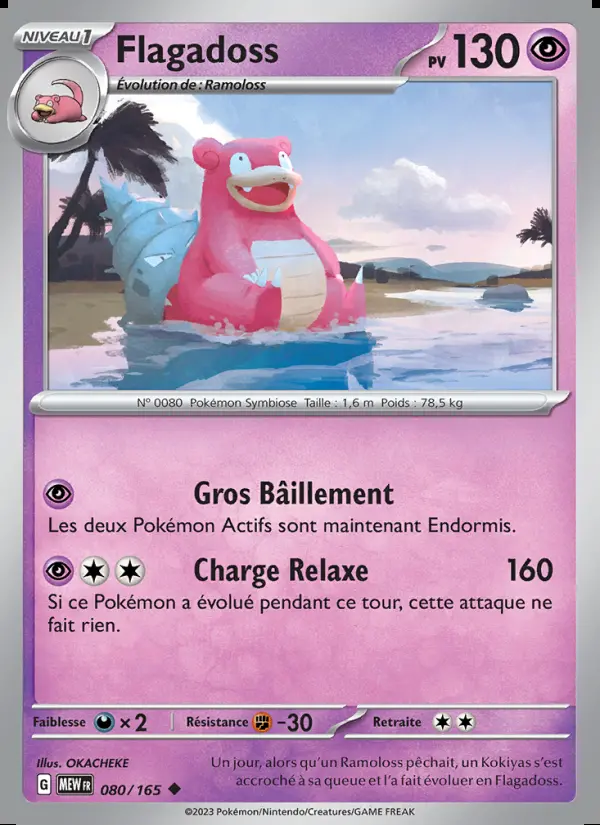 NIVEAU 1
Flagadoss
PV 130
Évolution de : Ramoloss
N° 0080 Pokémon Symbiose Taille : 1,6 m Poids : 78,5 kg
Gros Bâillement
Les deux Pokémon Actifs sont maintenant Endormis.
Charge Relaxe 160
Si ce Pokémon a évolué pendant ce tour, cette attaque ne
fait rien.
Faiblesse ×2 Résistance -30 Retraite
Illus. OKACHEKE
G MEW FR 080/165
Un jour, alors qu'un Ramoloss pêchait, un Kokiyas s'est
accroché à sa queue et l'a fait évoluer en Flagadoss.
©2023 Pokémon/Nintendo/Creatures/GAME FREAK